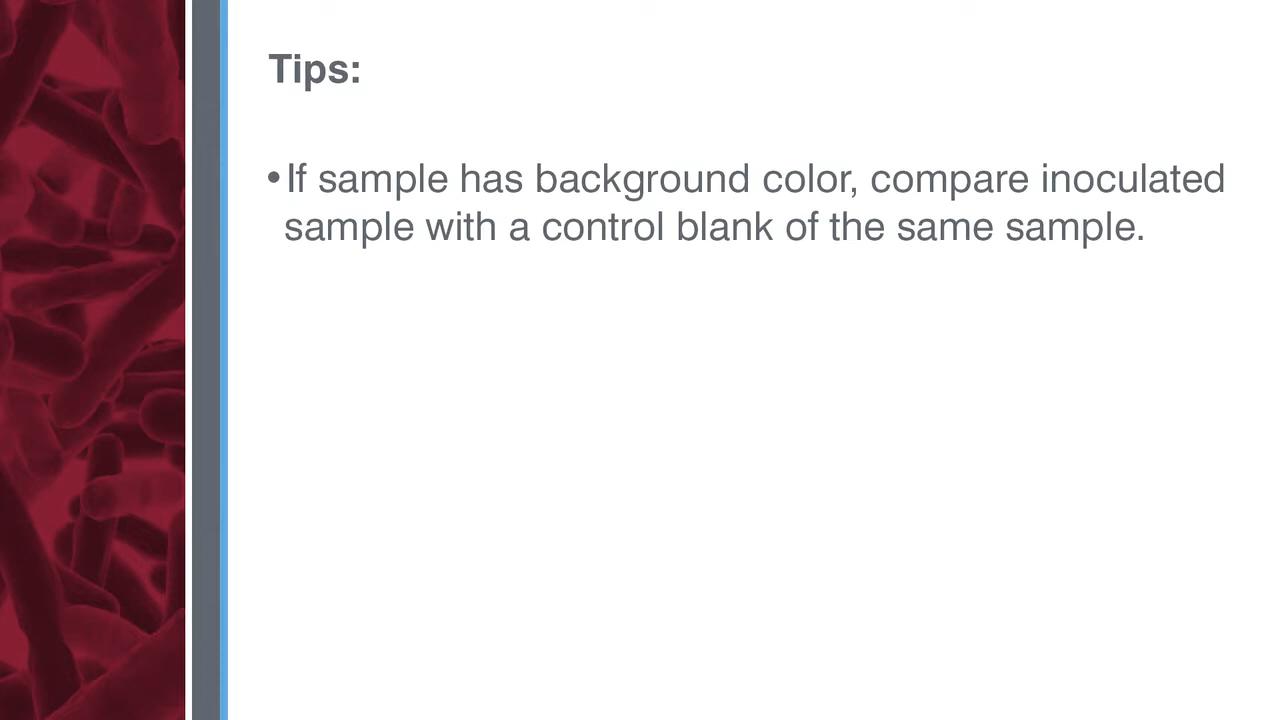 Tips:
•If sample has background color, compare inoculated
sample with a control blank of the same sample.